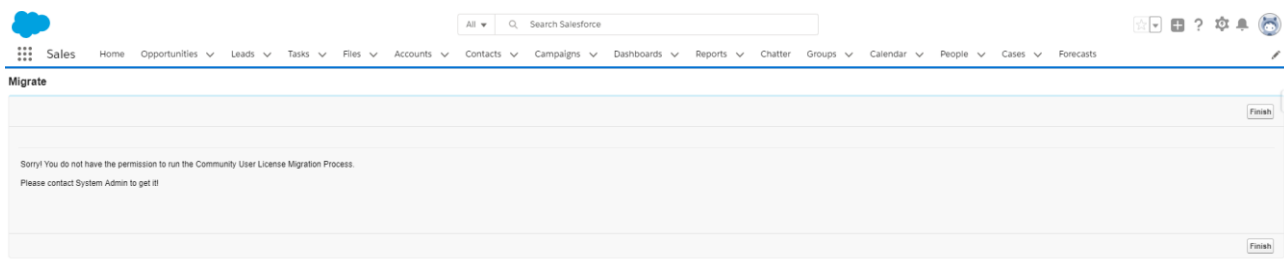 All
Search Salesforce
Sales Home Opportunities Leads Tasks Files Accounts Contacts Campaigns Dashboards Reports Chatter Groups Calendar People Cases Forecasts
Migrate
Finish
Sorry! You do not have the permission to run the Community User License Migration Process.
Please contact System Admin to get it!
Finish